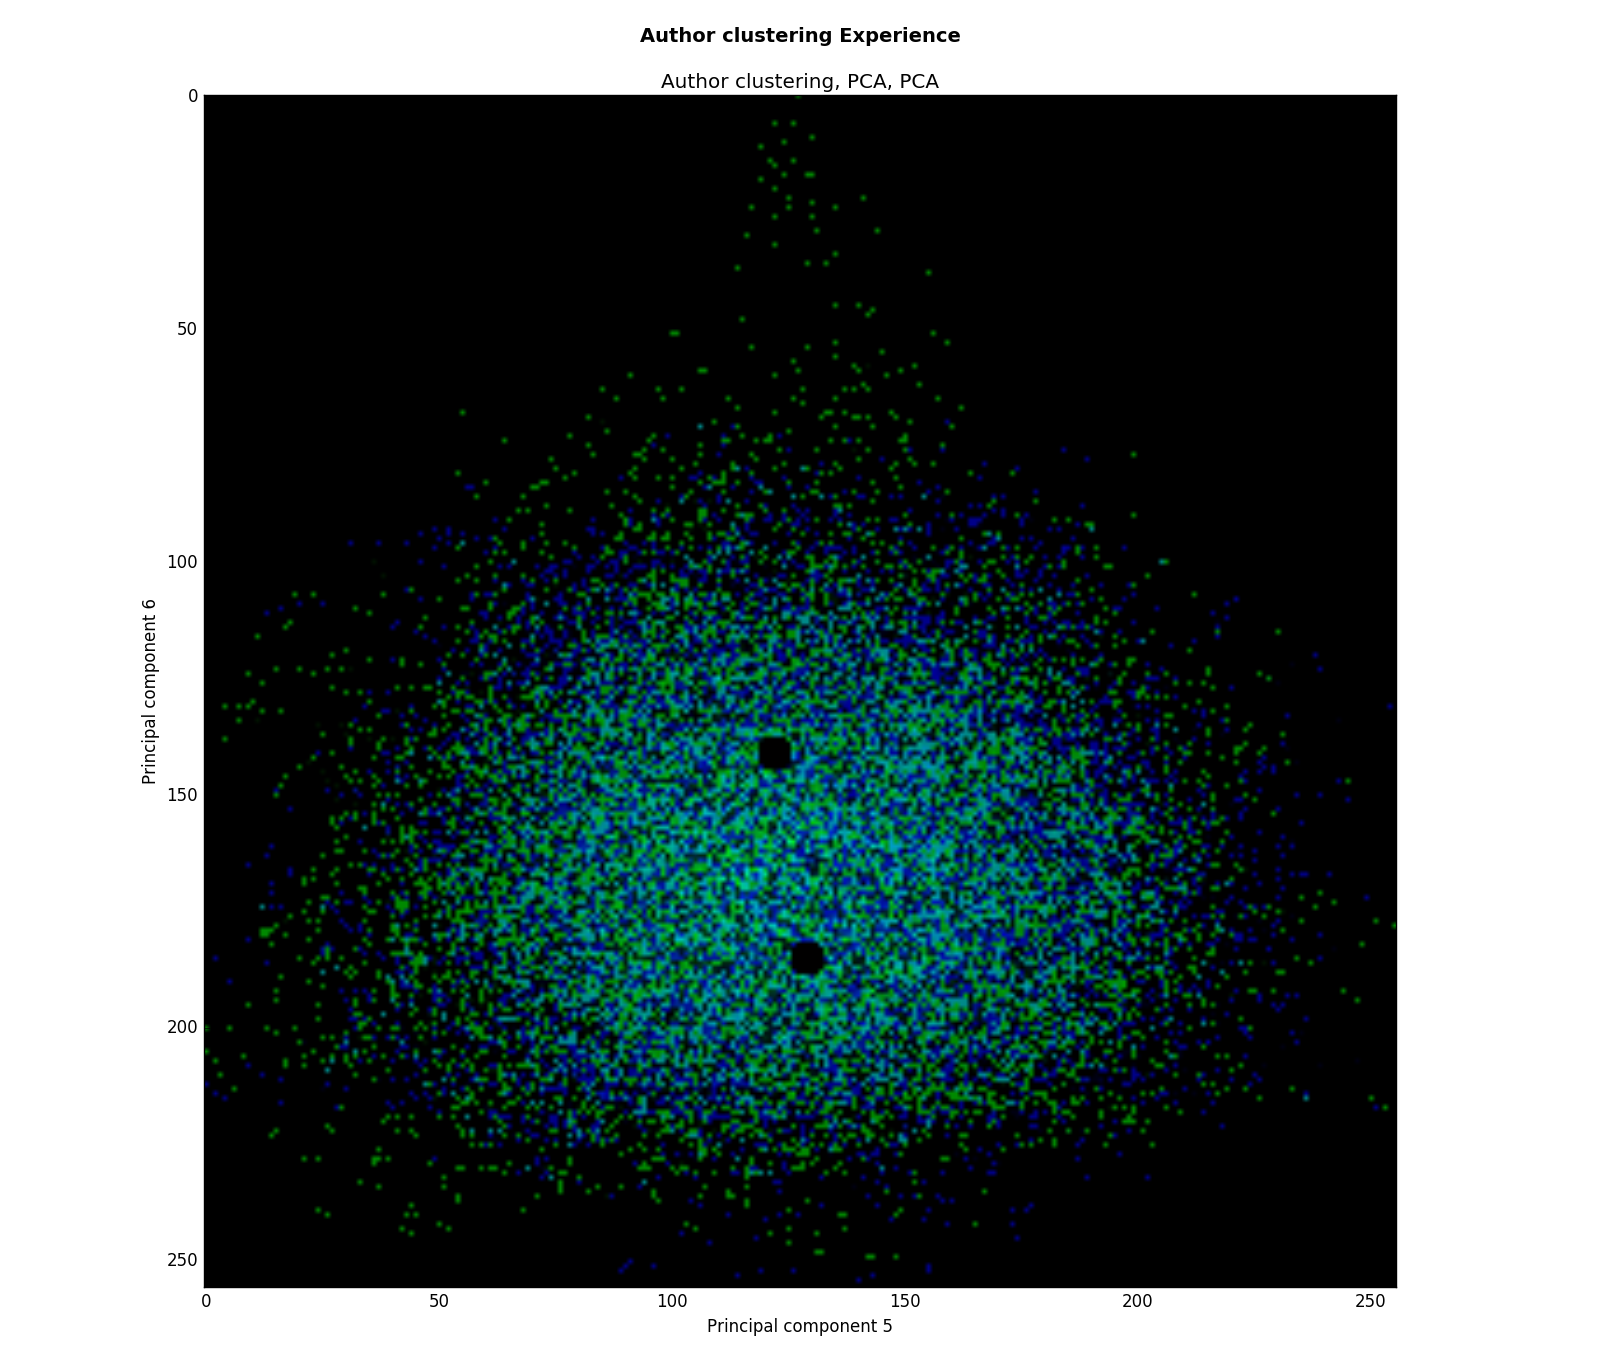 Author clustering Experience
Author clustering, PCA, PCA
0
50
100
150
200
250
Principal component 6
0 50 100 150 200 250
Principal component 5